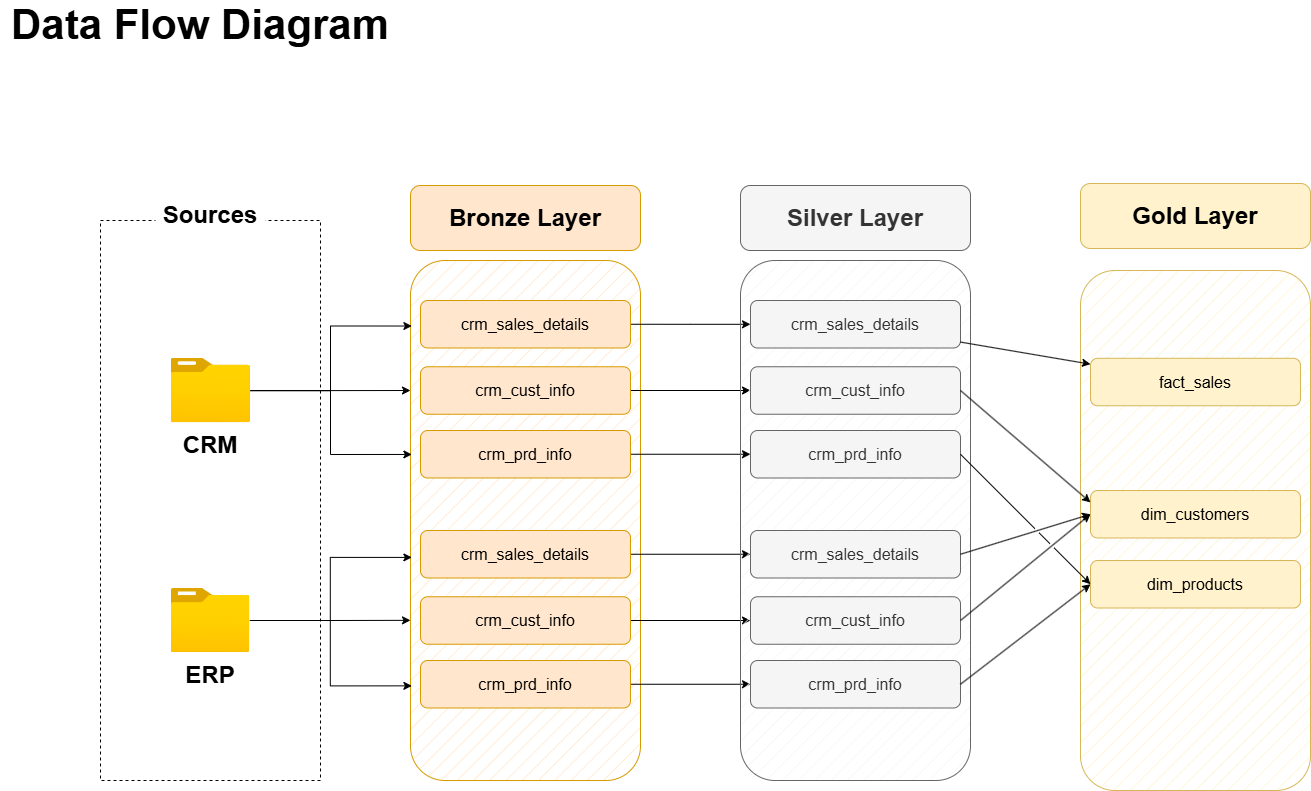 Data Flow Diagram
Sources
CRM
ERP
Bronze Layer
crm_sales_details
crm_cust_info
crm_prd_info
crm_sales_details
crm_cust_info
crm_prd_info
Silver Layer
crm_sales_details
crm_cust_info
crm_prd_info
crm_sales_details
crm_cust_info
crm_prd_info
Gold Layer
fact_sales
dim_customers
dim_products